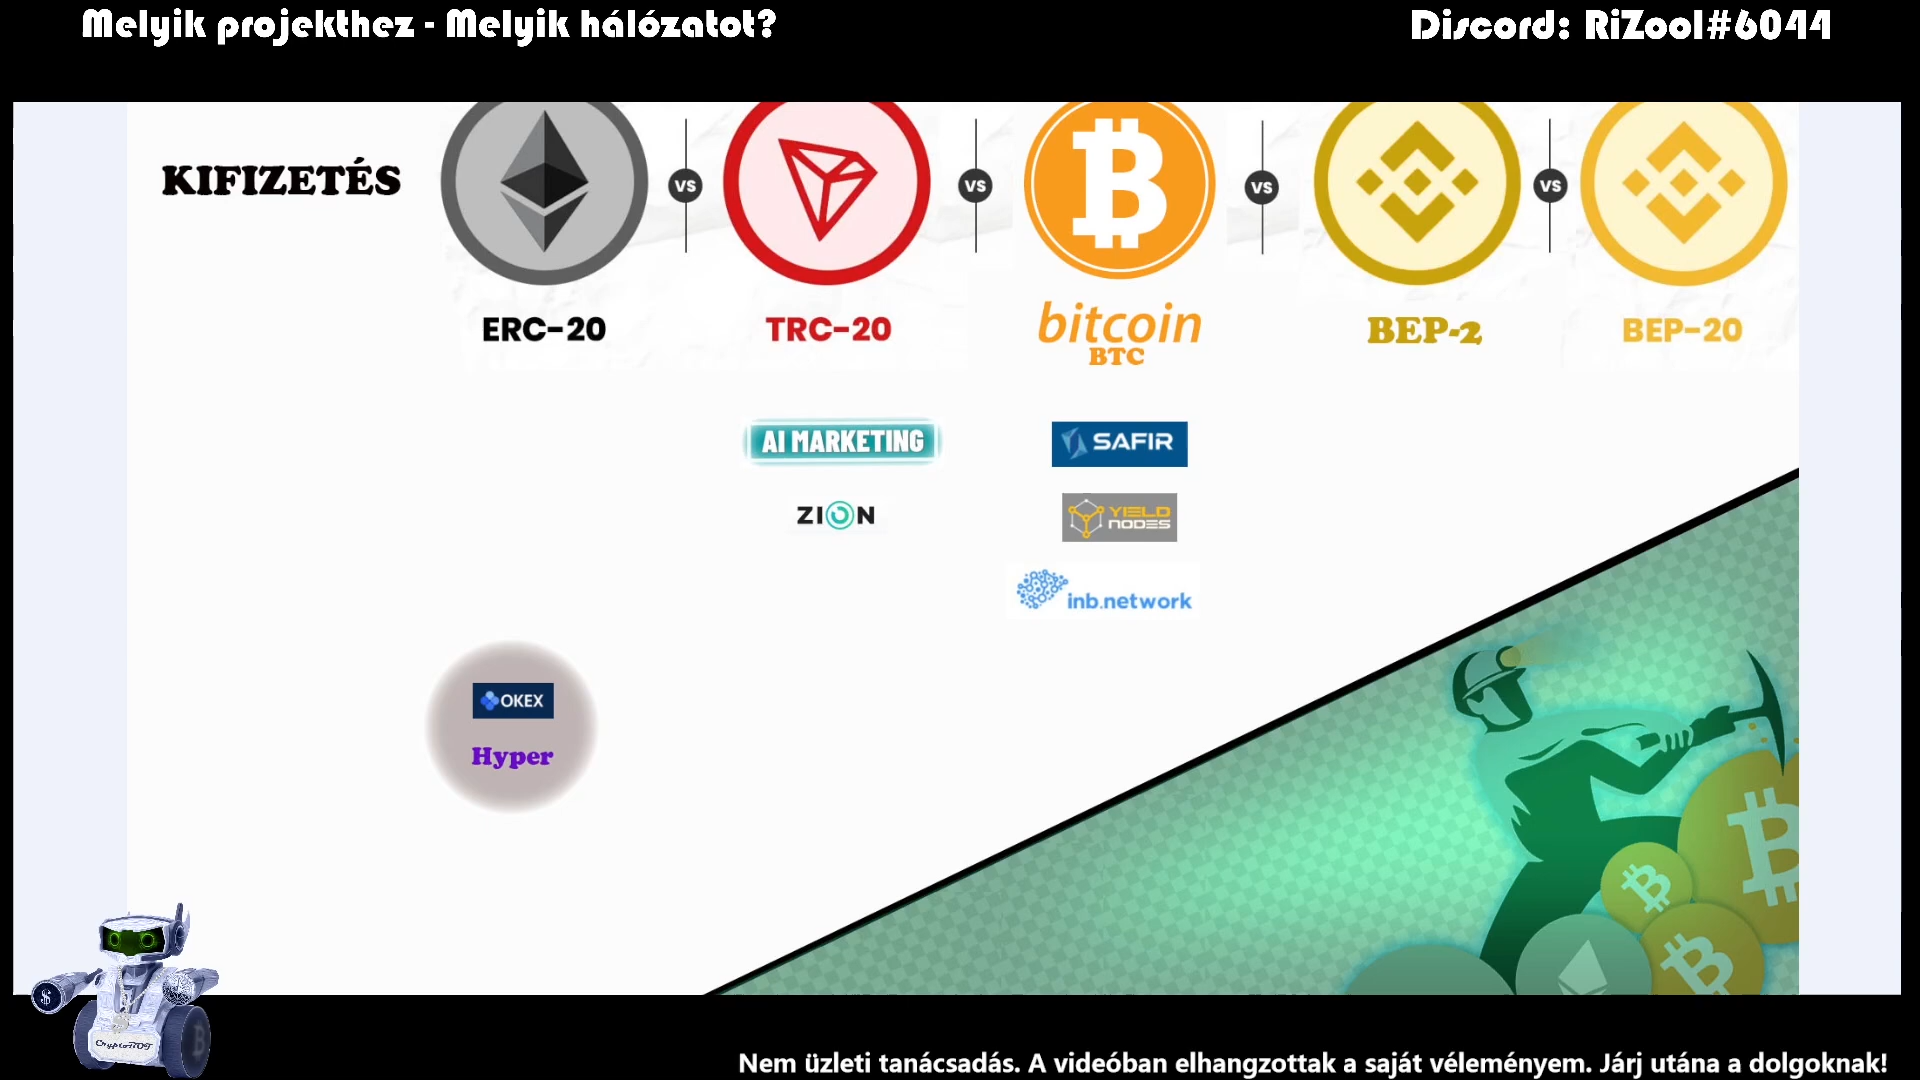 Melyik projekthez - Melyik hálózatot?
Discord: RiZool#6044
KIFIZETÉS
VS
VS
VS
VS
ERC-20
TRC-20
bitcoin
BTC
BEP-2
BEP-20
AI MARKETING
SAFIR
ZION
YIELD
NODES
inb.network
OKEX
Hyper
$
CryptoBOT
Nem üzleti tanácsadás. A videóban elhangzottak a saját véleményem. Járj utána a dolgoknak!